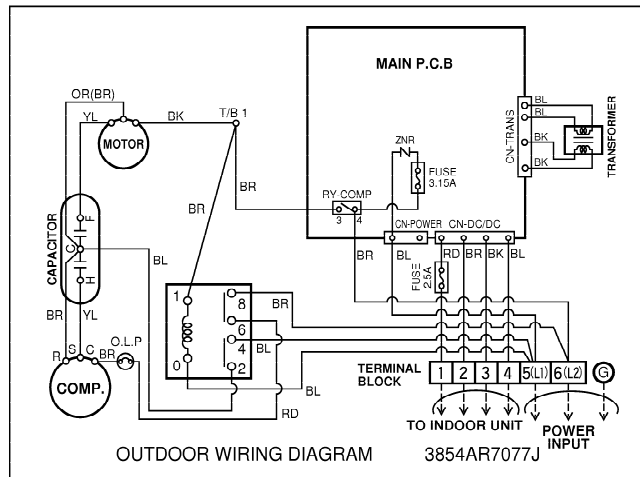 MAIN P.C.B
OR(BR)
YL
BK
T/B 1
MOTOR
ZNR
FUSE
3.15A
CN-TRANS
BL
BL
BK
BK
TRANSFORMER
BR
BR
RY-COMP
3 4
CN-POWER
CN-DC/DC
CAPACITOR
F
C
H
BL
BR
BL
RD
BR
BK
BL
FUSE
2.5A
BR
YL
O.L.P
R
S
C
BR
COMP.
1
8
6
4
2
0
BR
BL
BL
RD
TERMINAL
BLOCK
1 2 3 4 5(L1) 6(L2) G
TO INDOOR UNIT
POWER
INPUT
OUTDOOR WIRING DIAGRAM 3854AR7077J